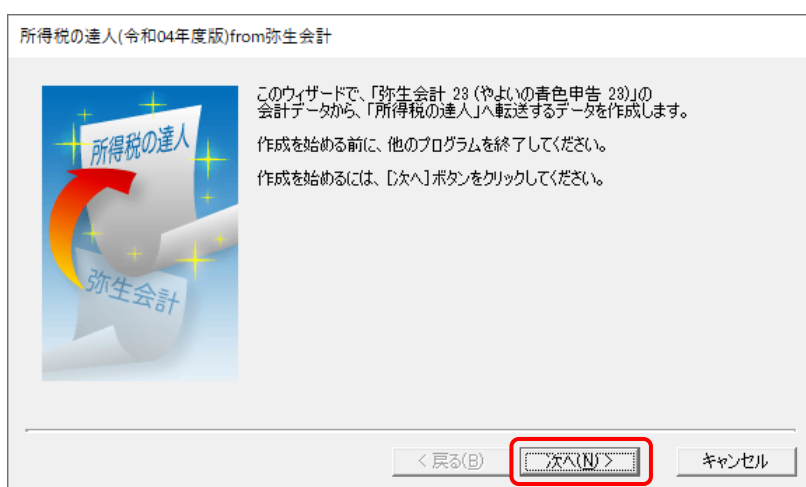 所得税の達人(令和04年度版)from弥生会計
このウィザードで、「弥生会計 23 (やよいの青色申告 23)」の
会計データから、「所得税の達人」へ転送するデータを作成します。
作成を始める前に、他のプログラムを終了してください。
作成を始めるには、[次へ]ボタンをクリックしてください。
所得税の達人
弥生会計
< 戻る(B)
次へ(N) >
キャンセル